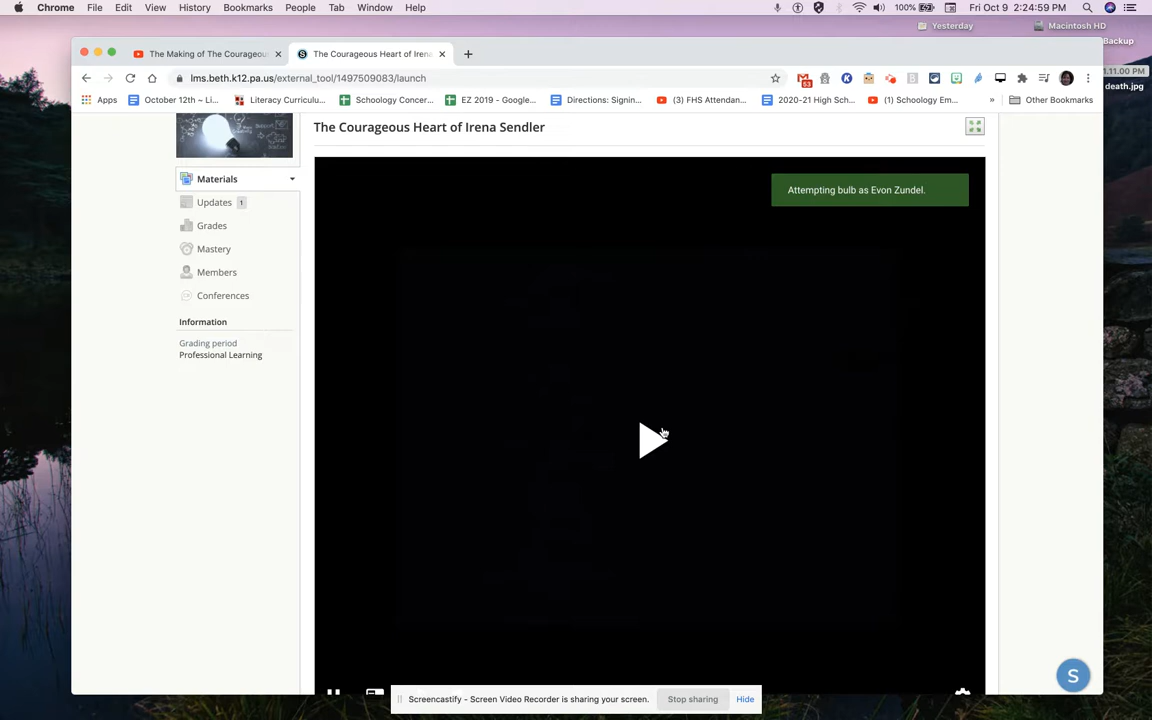 Chrome File Edit View History Bookmarks People Tab Window Help 100% Fri Oct 9 2:24:59 PM
Yesterday Macintosh HD
Backup
1.11.00 PM
death.jpg
The Making of The Courageou The Courageous Heart of Irena
lms.beth.k12.pa.us/external_tool/1497509083/launch
53
Apps October 12th ~ Li... Literacy Curriculu... Schoology Concer... EZ 2019 - Google... Directions: Signin... (3) FHS Attendan... 2020-21 High Sch... (1) Schoology Em... » Other Bookmarks
The Courageous Heart of Irena Sendler
Materials
Updates 1
Grades
Mastery
Members
Conferences
Information
Grading period
Professional Learning
Attempting bulb as Evon Zundel.
S
Screencastify - Screen Video Recorder is sharing your screen. Stop sharing Hide